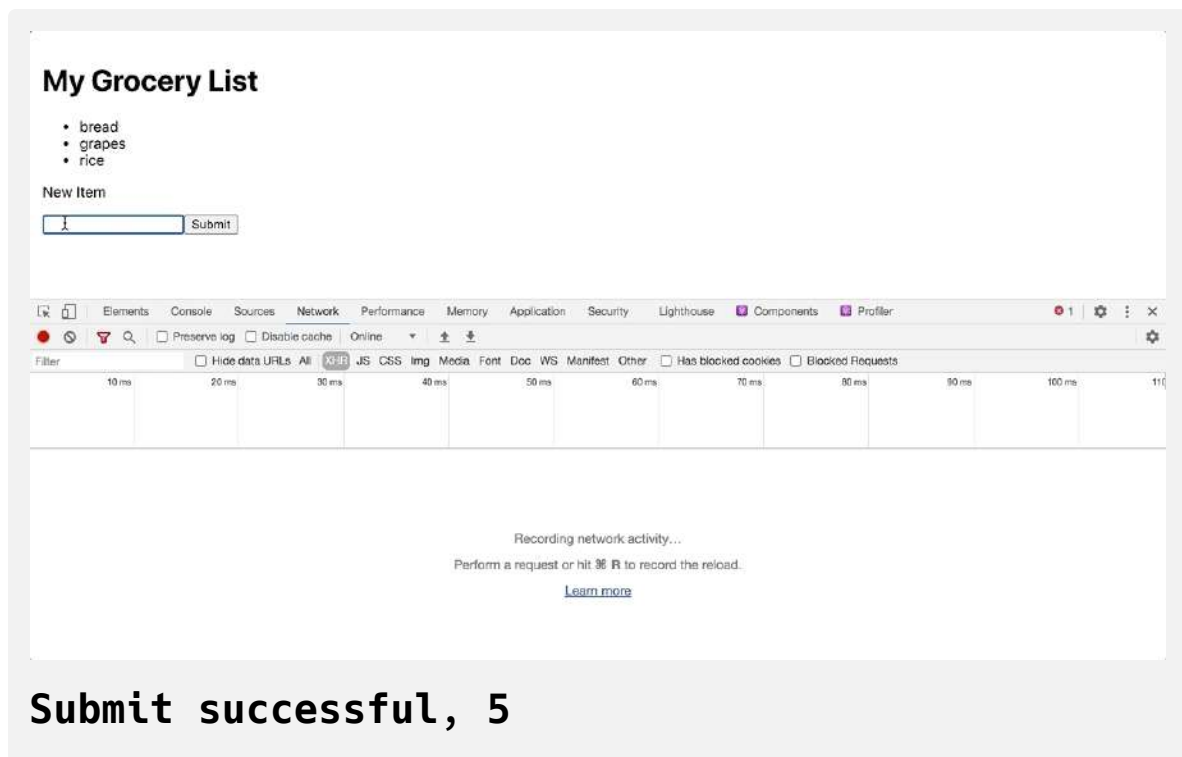 My Grocery List
• bread
• grapes
• rice
New Item
Submit
Elements Console Sources Network Performance Memory Application Security Lighthouse Components Profiler 1
Preserve log Disable cache Online
Filter Hide data URLs All XHR JS CSS Img Media Font Doc WS Manifest Other Has blocked cookies Blocked Requests
10 ms 20 ms 30 ms 40 ms 50 ms 60 ms 70 ms 80 ms 90 ms 100 ms 110
Recording network activity…
Perform a request or hit ⌘ R to record the reload.
Learn more
Submit successful, 5